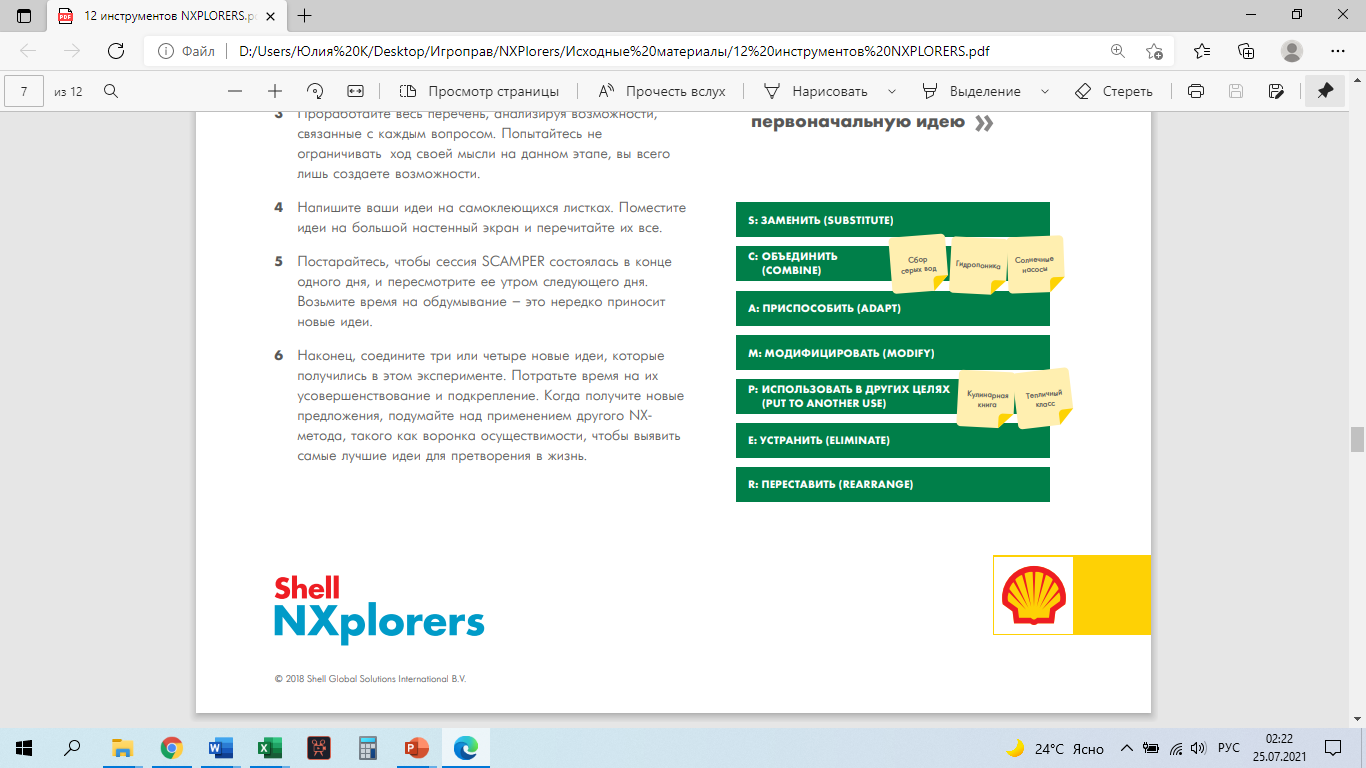 12 инструментов NXPLORERS.pd
Файл
D:/Users/Юлия%20K/Desktop/Игроправ/NXPlorers/Исходные%20материалы/12%20инструментов%20NXPLORERS.pdf
7 из 12
Просмотр страницы
Прочесть вслух
Нарисовать
Выделение
Стереть
3 Проработайте весь перечень, анализируя возможности,
связанные с каждым вопросом. Попытайтесь не
ограничивать ход своей мысли на данном этапе, вы всего
лишь создаете возможности.
4 Напишите ваши идеи на самоклеющихся листках. Поместите
идеи на большой настенный экран и перечитайте их все.
5 Постарайтесь, чтобы сессия SCAMPER состоялась в конце
одного дня, и пересмотрите ее утром следующего дня.
Возьмите время на обдумывание – это нередко приносит
новые идеи.
6 Наконец, соедините три или четыре новые идеи, которые
получились в этом эксперименте. Потратьте время на их
усовершенствование и подкрепление. Когда получите новые
предложения, подумайте над применением другого NX-
метода, такого как воронка осуществимости, чтобы выявить
самые лучшие идеи для претворения в жизнь.
первоначальную идею »
S: ЗАМЕНИТЬ (SUBSTITUTE)
C: ОБЪЕДИНИТЬ
(COMBINE)
Сбор
серых вод
Гидропоника
Солнечные
насосы
A: ПРИСПОСОБИТЬ (ADAPT)
M: МОДИФИЦИРОВАТЬ (MODIFY)
P: ИСПОЛЬЗОВАТЬ В ДРУГИХ ЦЕЛЯХ
(PUT TO ANOTHER USE)
Кулинарная
книга
Тепличный
класс
E: УСТРАНИТЬ (ELIMINATE)
R: ПЕРЕСТАВИТЬ (REARRANGE)
Shell
NXplorers
© 2018 Shell Global Solutions International B.V.
24°C Ясно
РУС
02:22
25.07.2021